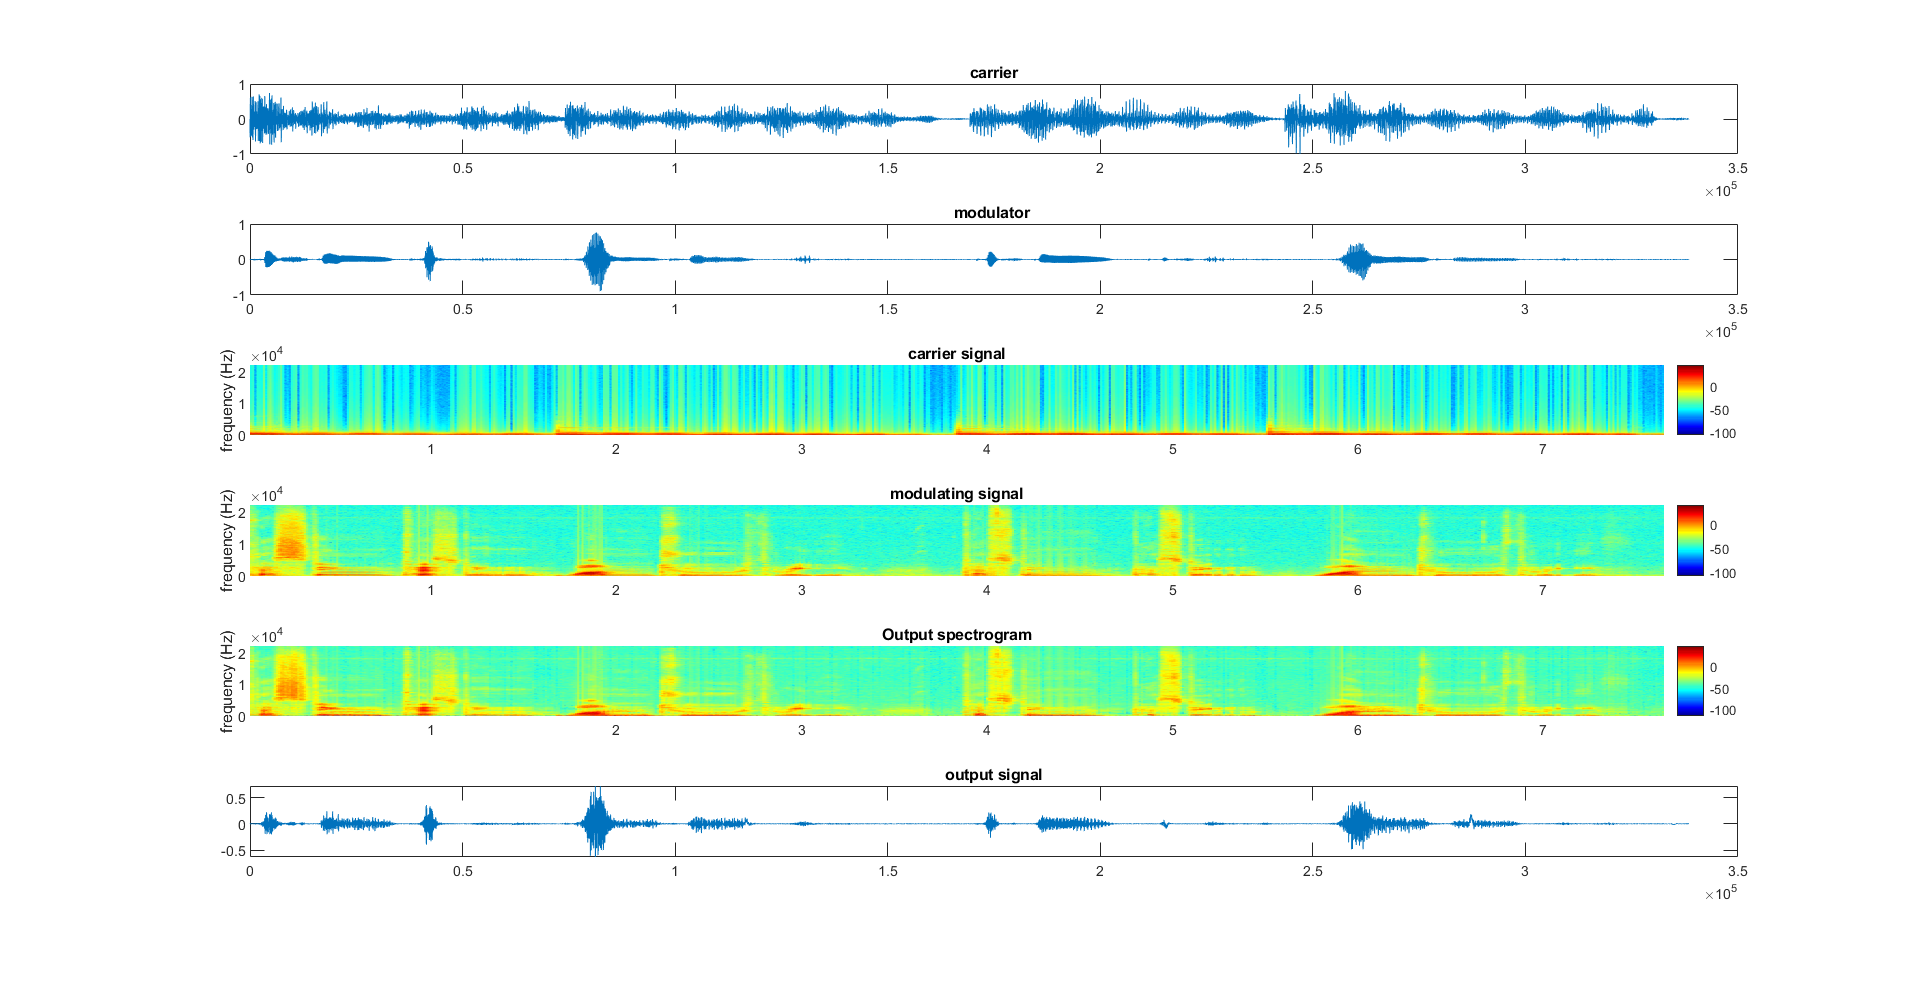 carrier
1
0
-1
0 0.5 1 1.5 2 2.5 3 3.5
×10^5
modulator
1
0
-1
0 0.5 1 1.5 2 2.5 3 3.5
×10^5
carrier signal
×10^4
frequency (Hz)
2
1
0
1 2 3 4 5 6 7
0
-50
-100
modulating signal
×10^4
frequency (Hz)
2
1
0
1 2 3 4 5 6 7
0
-50
-100
Output spectrogram
×10^4
frequency (Hz)
2
1
0
1 2 3 4 5 6 7
0
-50
-100
output signal
0.5
0
-0.5
0 0.5 1 1.5 2 2.5 3 3.5
×10^5